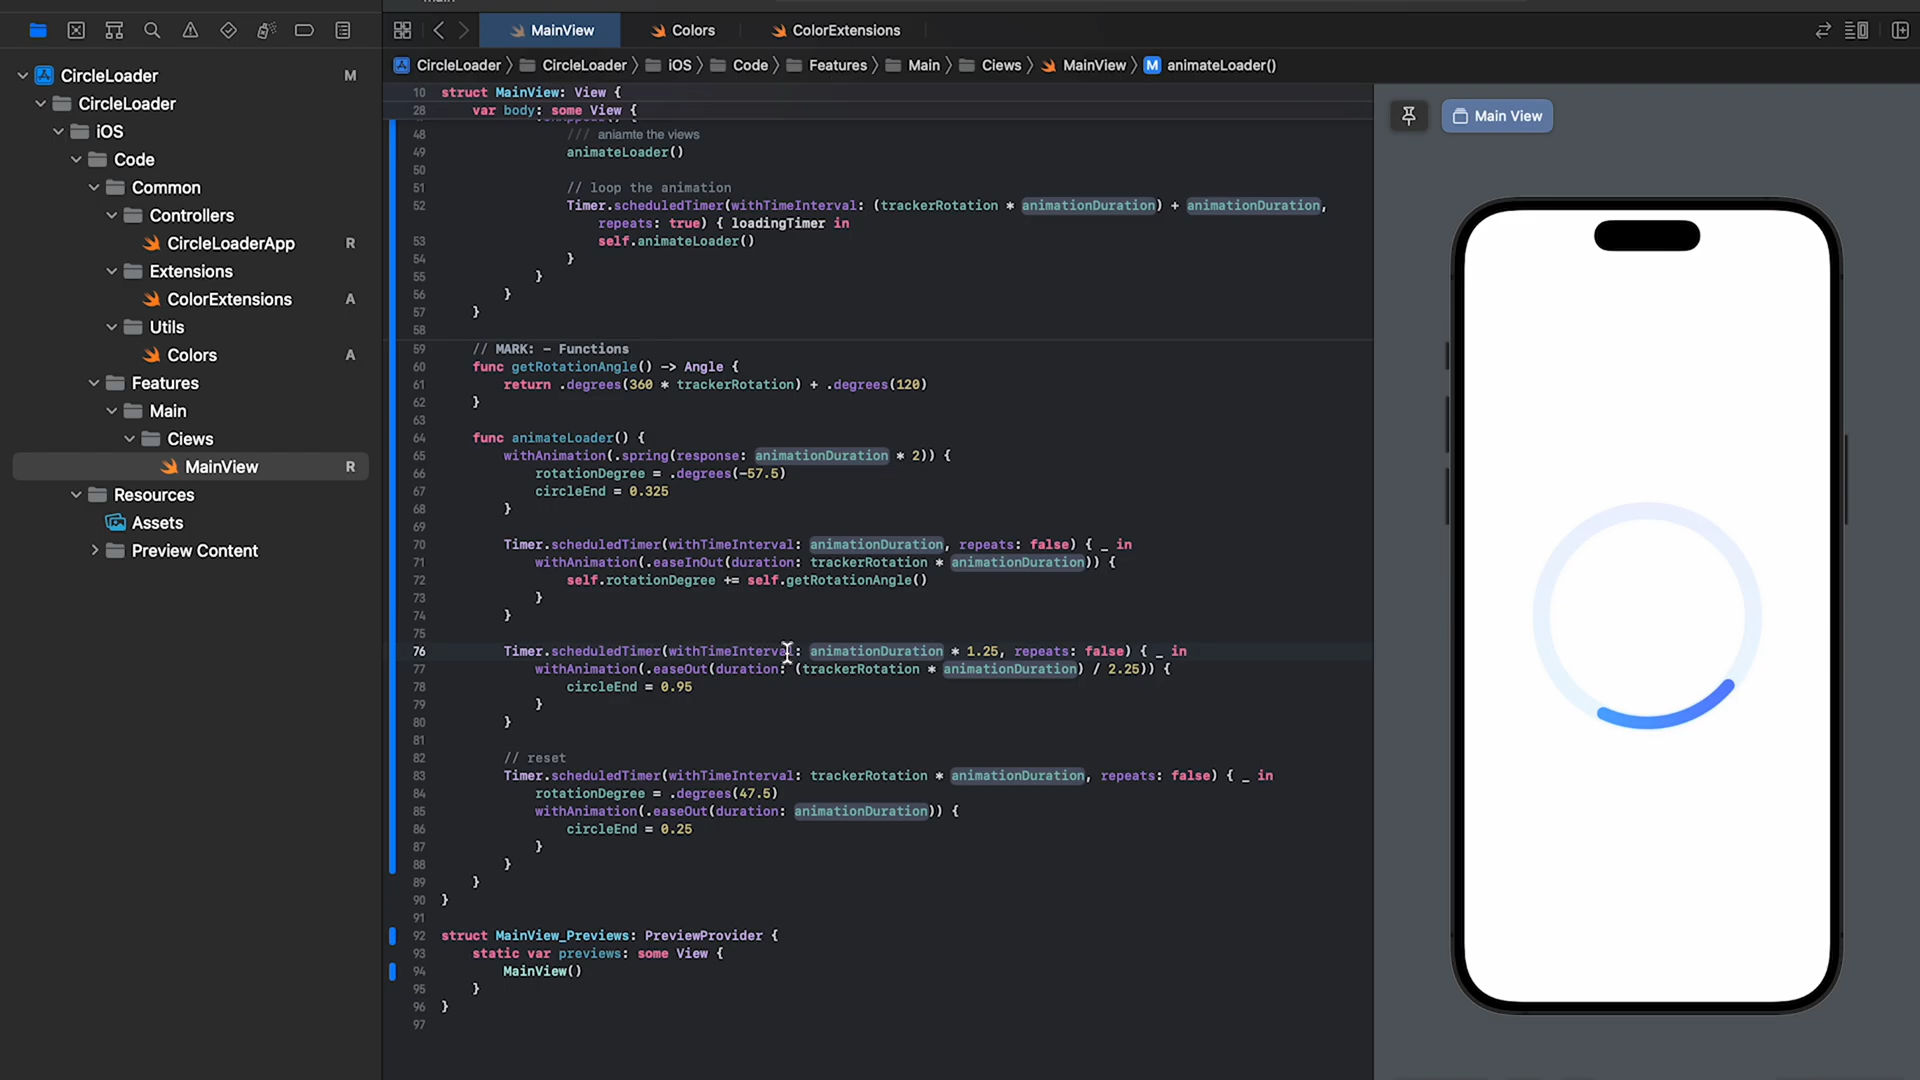 main
MainView
Colors
ColorExtensions
CircleLoader
CircleLoader
iOS
Code
Features
Main
Ciews
MainView
animateLoader()
CircleLoader M
CircleLoader
iOS
Code
Common
Controllers
CircleLoaderApp R
Extensions
ColorExtensions A
Utils
Colors A
Features
Main
Ciews
MainView R
Resources
Assets
Preview Content
10 struct MainView: View {
28 var body: some View {
48 /// aniamte the views
49 animateLoader()
50
51 // loop the animation
52 Timer.scheduledTimer(withTimeInterval: (trackerRotation * animationDuration) + animationDuration,
repeats: true) { loadingTimer in
53 self.animateLoader()
54 }
55 }
56 }
57 }
58
59 // MARK: - Functions
60 func getRotationAngle() -> Angle {
61 return .degrees(360 * trackerRotation) + .degrees(120)
62 }
63
64 func animateLoader() {
65 withAnimation(.spring(response: animationDuration * 2)) {
66 rotationDegree = .degrees(-57.5)
67 circleEnd = 0.325
68 }
69
70 Timer.scheduledTimer(withTimeInterval: animationDuration, repeats: false) { _ in
71 withAnimation(.easeInOut(duration: trackerRotation * animationDuration)) {
72 self.rotationDegree += self.getRotationAngle()
73 }
74 }
75
76 Timer.scheduledTimer(withTimeInterval: animationDuration * 1.25, repeats: false) { _ in
77 withAnimation(.easeOut(duration: (trackerRotation * animationDuration) / 2.25)) {
78 circleEnd = 0.95
79 }
80 }
81
82 // reset
83 Timer.scheduledTimer(withTimeInterval: trackerRotation * animationDuration, repeats: false) { _ in
84 rotationDegree = .degrees(47.5)
85 withAnimation(.easeOut(duration: animationDuration)) {
86 circleEnd = 0.25
87 }
88 }
89 }
90 }
91
92 struct MainView_Previews: PreviewProvider {
93 static var previews: some View {
94 MainView()
95 }
96 }
97
Main View